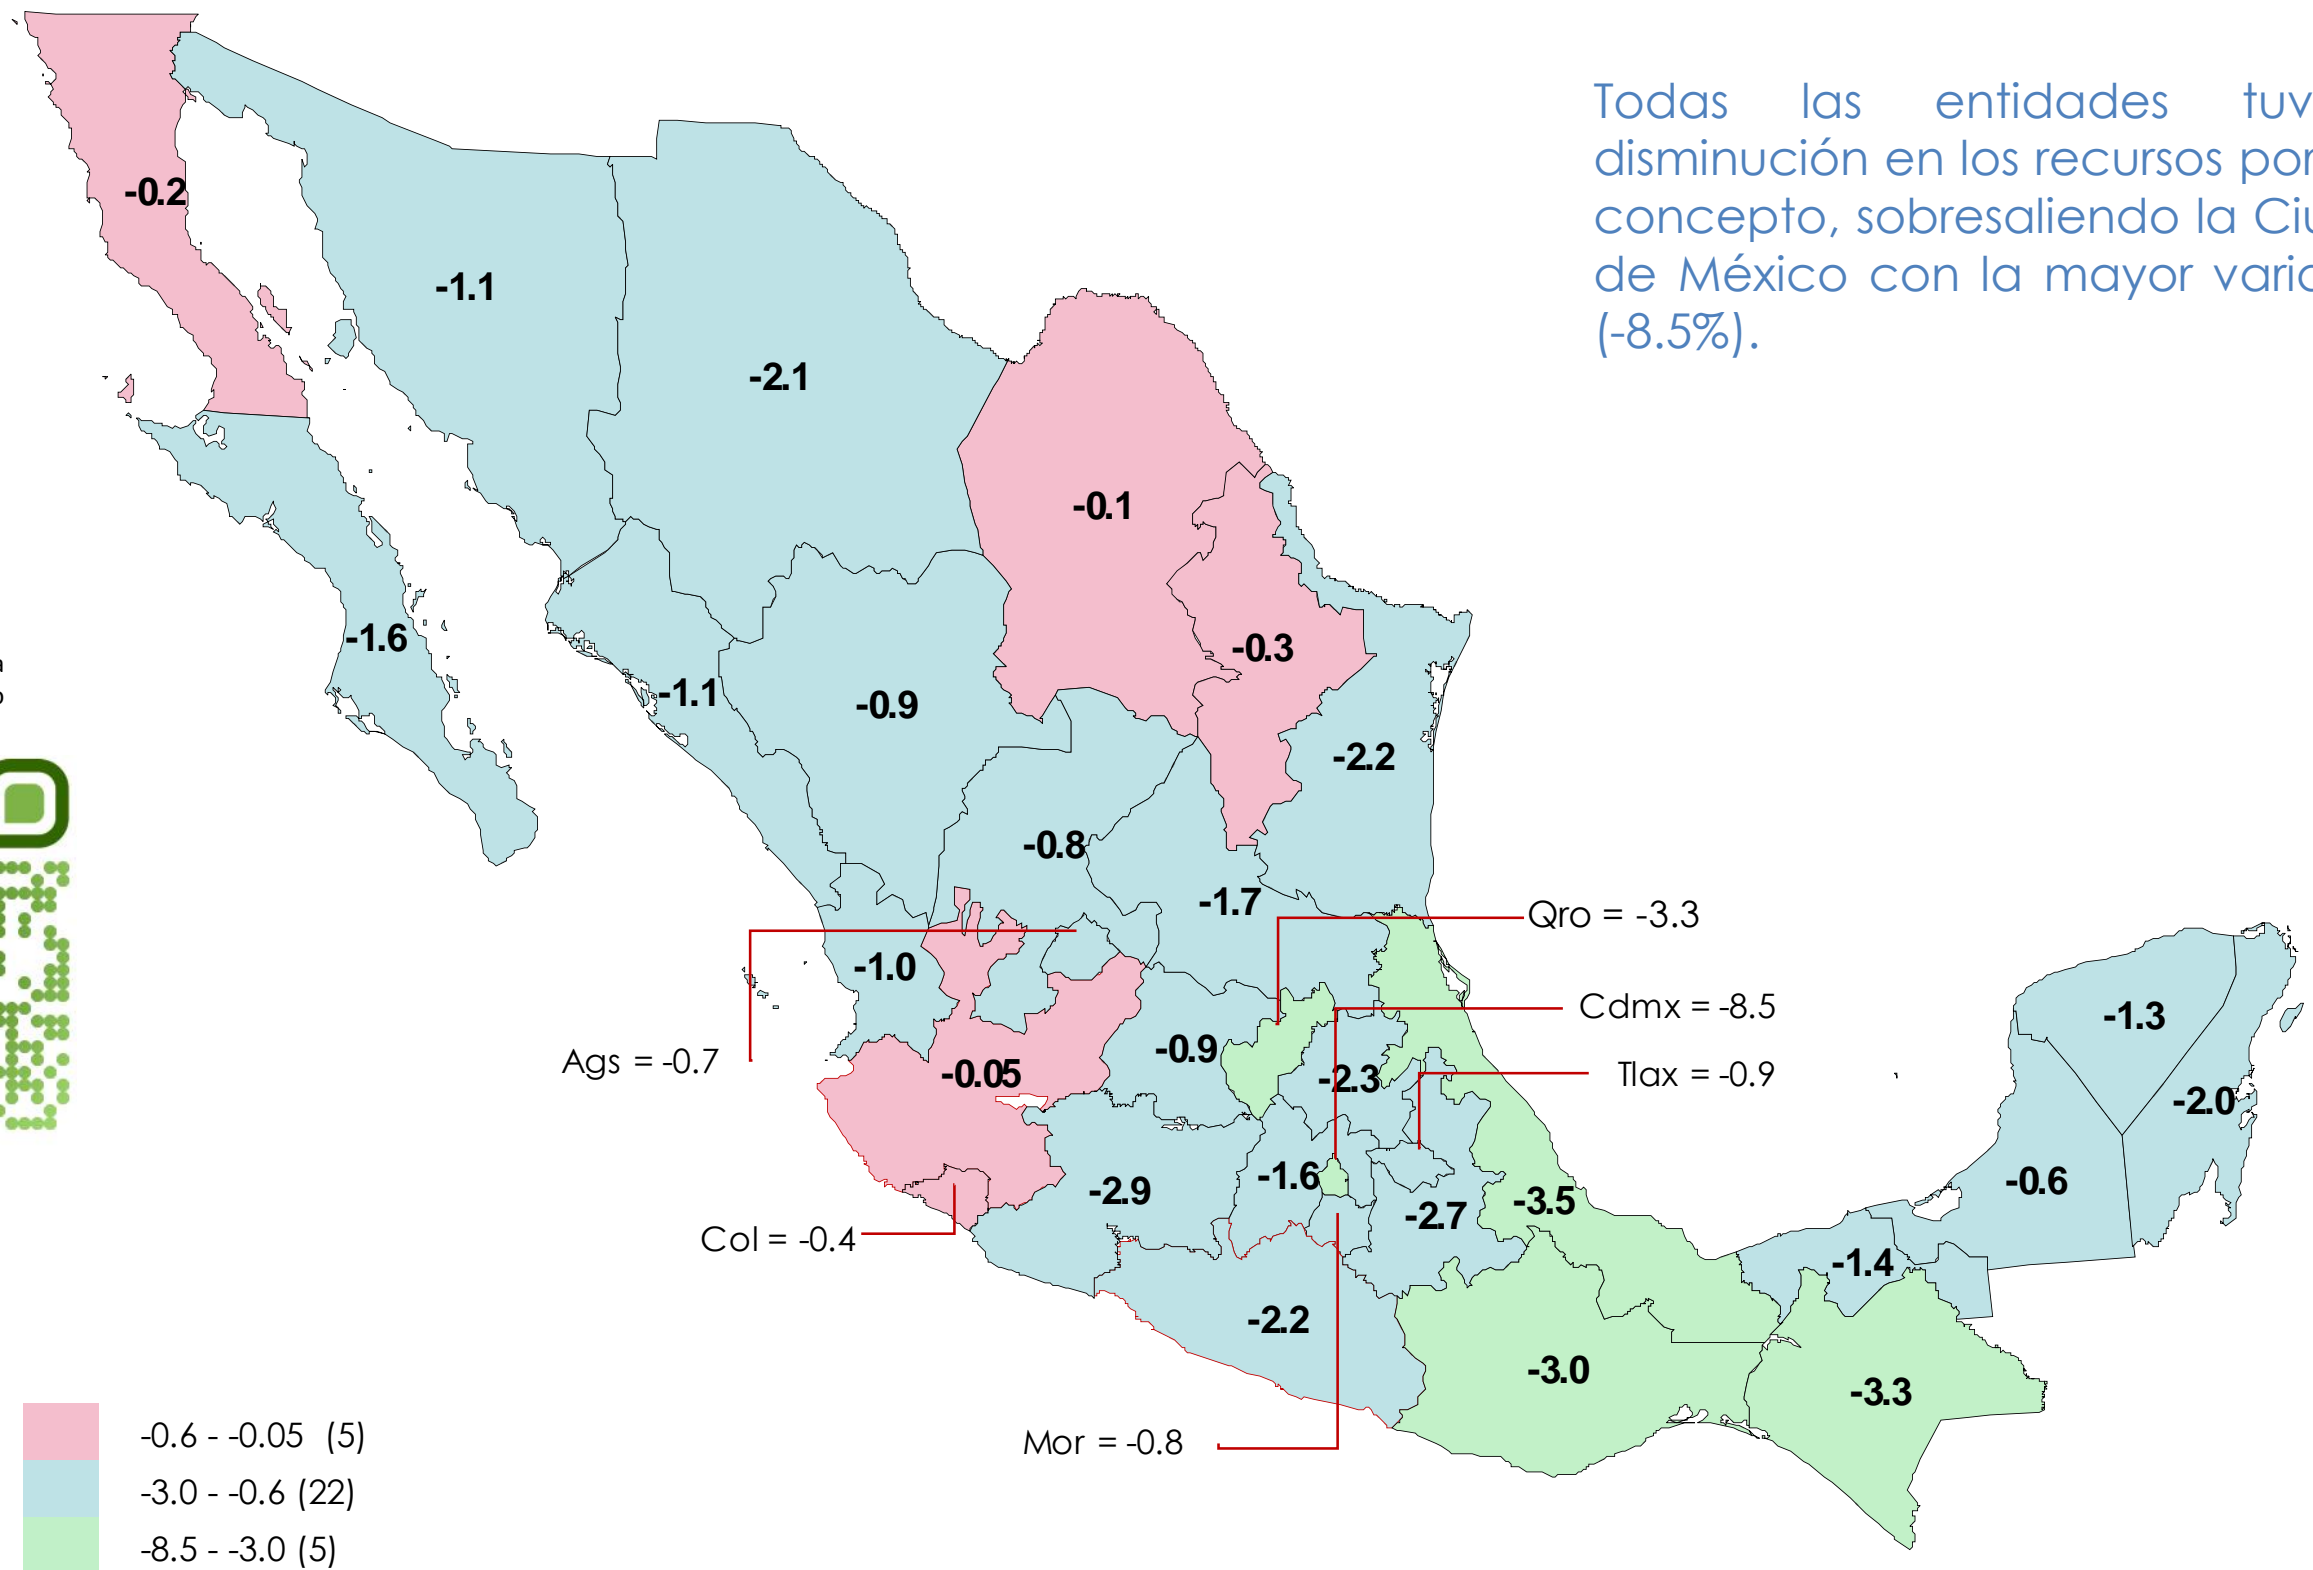 Todas las entidades
disminución en los recursos por
concepto, sobresaliendo la
de México con la mayor
(-8.5%).
-0.2
-1.1
-2.1
-0.1
-0.3
-1.6
-1.1
-0.9
-2.2
-0.8
-1.7
Qro = -3.3
-1.0
Cdmx = -8.5
-1.3
Ags = -0.7
-0.9
-0.05
-2.3
Tlax = -0.9
-2.0
-2.9
-1.6
-2.7
-3.5
-0.6
Col = -0.4
-1.4
-2.2
-3.0
-3.3
Mor = -0.8
-0.6 - -0.05 (5)
-3.0 - -0.6 (22)
-8.5 - -3.0 (5)